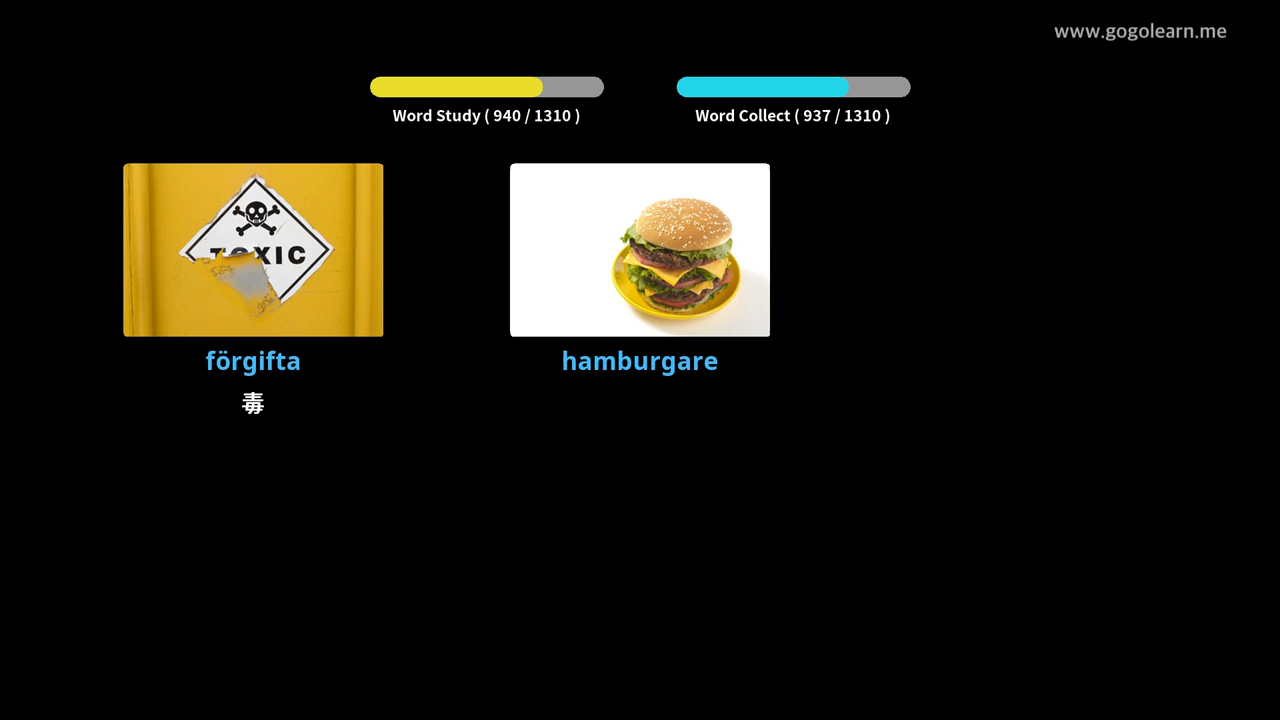 www.gogolearn.me
Word Study ( 940 / 1310 )
Word Collect ( 937 / 1310 )
TOXIC
förgifta
hamburgare
毒